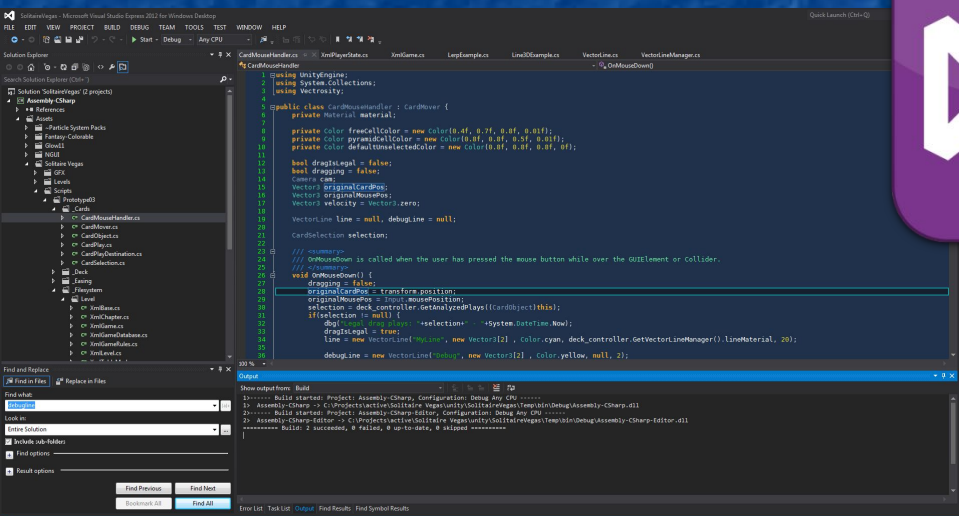 SolitaireVegas - Microsoft Visual Studio Express 2012 for Windows Desktop
Quick Launch (Ctrl+Q)
FILE EDIT VIEW PROJECT BUILD DEBUG TEAM TOOLS TEST WINDOW HELP
Start - Debug - Any CPU
Solution Explorer
Search Solution Explorer (Ctrl+')
Solution 'SolitaireVegas' (2 projects)
Assembly-CSharp
References
Assets
~Particle System Packs
Fantasy-Colorable
Glow11
NGUI
Solitaire Vegas
GFX
Levels
Scripts
Prototype03
_Cards
CardMouseHandler.cs
CardMover.cs
CardObject.cs
CardPlay.cs
CardPlayDestination.cs
CardSelection.cs
_Deck
_Easing
_Filesystem
Level
XmlBase.cs
XmlChapter.cs
XmlGame.cs
XmlGameDatabase.cs
XmlGameRules.cs
XmlLevel.cs
CardMouseHandler.cs XmlPlayerState.cs XmlGame.cs LerpExample.cs Line3DExample.cs VectorLine.cs VectorLineManager.cs
CardMouseHandler OnMouseDown()
1 using UnityEngine;
2 using System.Collections;
3 using Vectrosity;
4
5 public class CardMouseHandler : CardMover {
6 private Material material;
7
8 private Color freeCellColor = new Color(0.4f, 0.7f, 0.8f, 0.01f);
9 private Color pyramidCellColor = new Color(0.8f, 0.8f, 0.5f, 0.01f);
10 private Color defaultUnselectedColor = new Color(0.8f, 0.8f, 0.8f, 0f);
11
12 bool dragIsLegal = false;
13 bool dragging = false;
14 Camera cam;
15 Vector3 originalCardPos;
16 Vector3 originalMousePos;
17 Vector3 velocity = Vector3.zero;
18
19 VectorLine line = null, debugLine = null;
20
21 CardSelection selection;
22
23 /// <summary>
24 /// OnMouseDown is called when the user has pressed the mouse button while over the GUIElement or Collider.
25 /// </summary>
26 void OnMouseDown() {
27 dragging = false;
28 originalCardPos = transform.position;
29 originalMousePos = Input.mousePosition;
30 selection = deck_controller.GetAnalyzedPlays((CardObject)this);
31 if(selection != null) {
32 dbg("Legal drag plays: "+selection+" - "+System.DateTime.Now);
33 dragIsLegal = true;
34 line = new VectorLine("MyLine", new Vector3[2] , Color.cyan, deck_controller.GetVectorLineManager().lineMaterial, 20);
35
36 debugLine = new VectorLine("Debug", new Vector3[2] , Color.yellow, null, 2);
100 %
Find and Replace
Find in Files Replace in Files
Find what:
debugline
Look in:
Entire Solution
Include sub-folders
Find options
Result options
Find Previous Find Next
Bookmark All Find All
Output
Show output from: Build
1>------ Build started: Project: Assembly-CSharp, Configuration: Debug Any CPU ------
1> Assembly-CSharp -> C:\Projects\active\Solitaire Vegas\unity\SolitaireVegas\Temp\bin\Debug\Assembly-CSharp.dll
2>------ Build started: Project: Assembly-CSharp-Editor, Configuration: Debug Any CPU ------
2> Assembly-CSharp-Editor -> C:\Projects\active\Solitaire Vegas\unity\SolitaireVegas\Temp\bin\Debug\Assembly-CSharp-Editor.dll
========== Build: 2 succeeded, 0 failed, 0 up-to-date, 0 skipped ==========
Error List Task List Output Find Results Find Symbol Results